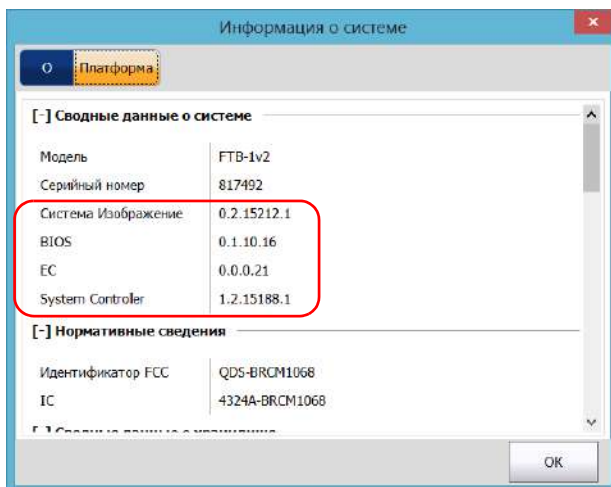 Информация о системе
О Платформа
[-] Сводные данные о системе
Модель FTB-1v2
Серийный номер 817492
Система Изображение 0.2.15212.1
BIOS 0.1.10.16
EC 0.0.0.21
System Controler 1.2.15188.1
[-] Нормативные сведения
Идентификатор FCC QDS-BRCM1068
IC 4324A-BRCM1068
OK